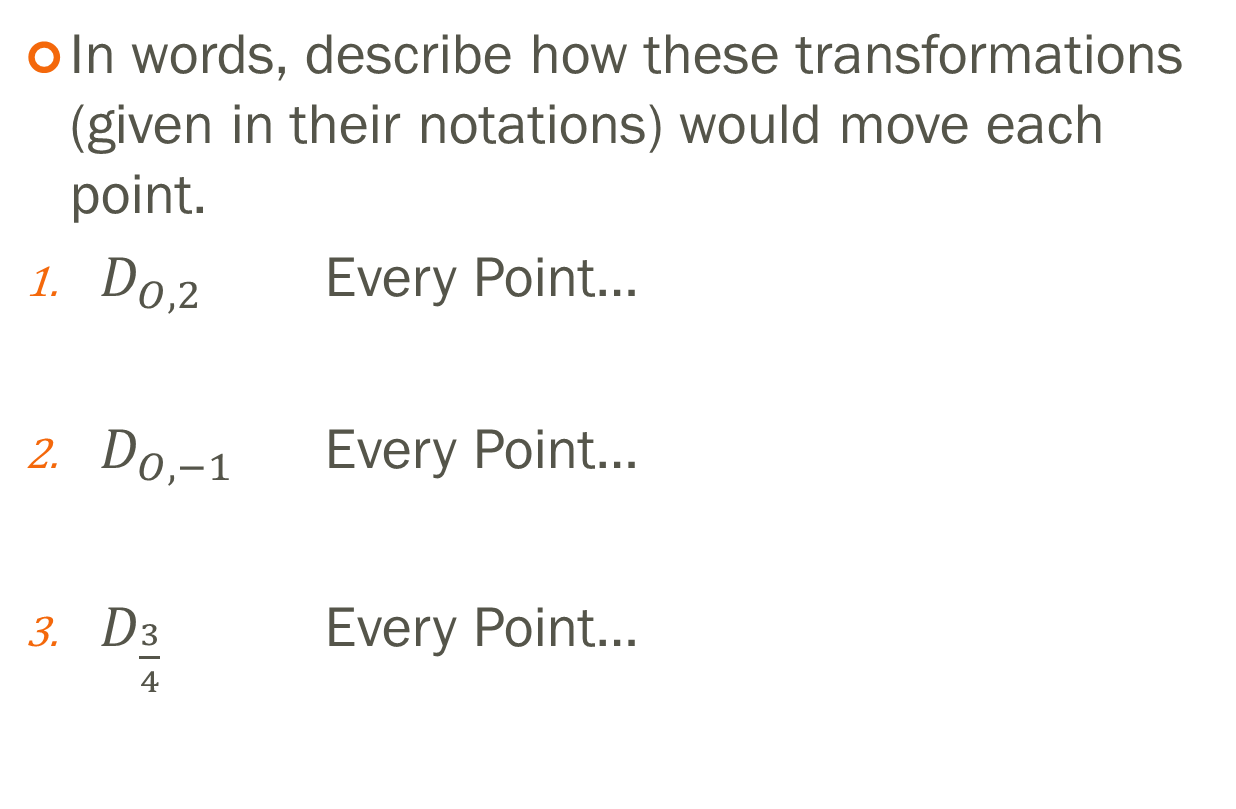 In words, describe how these transformations
(given in their notations) would move each
point.
1. D_{O,2} Every Point...
2. D_{O,−1} Every Point...
3. D_{\frac{3}{4}} Every Point...